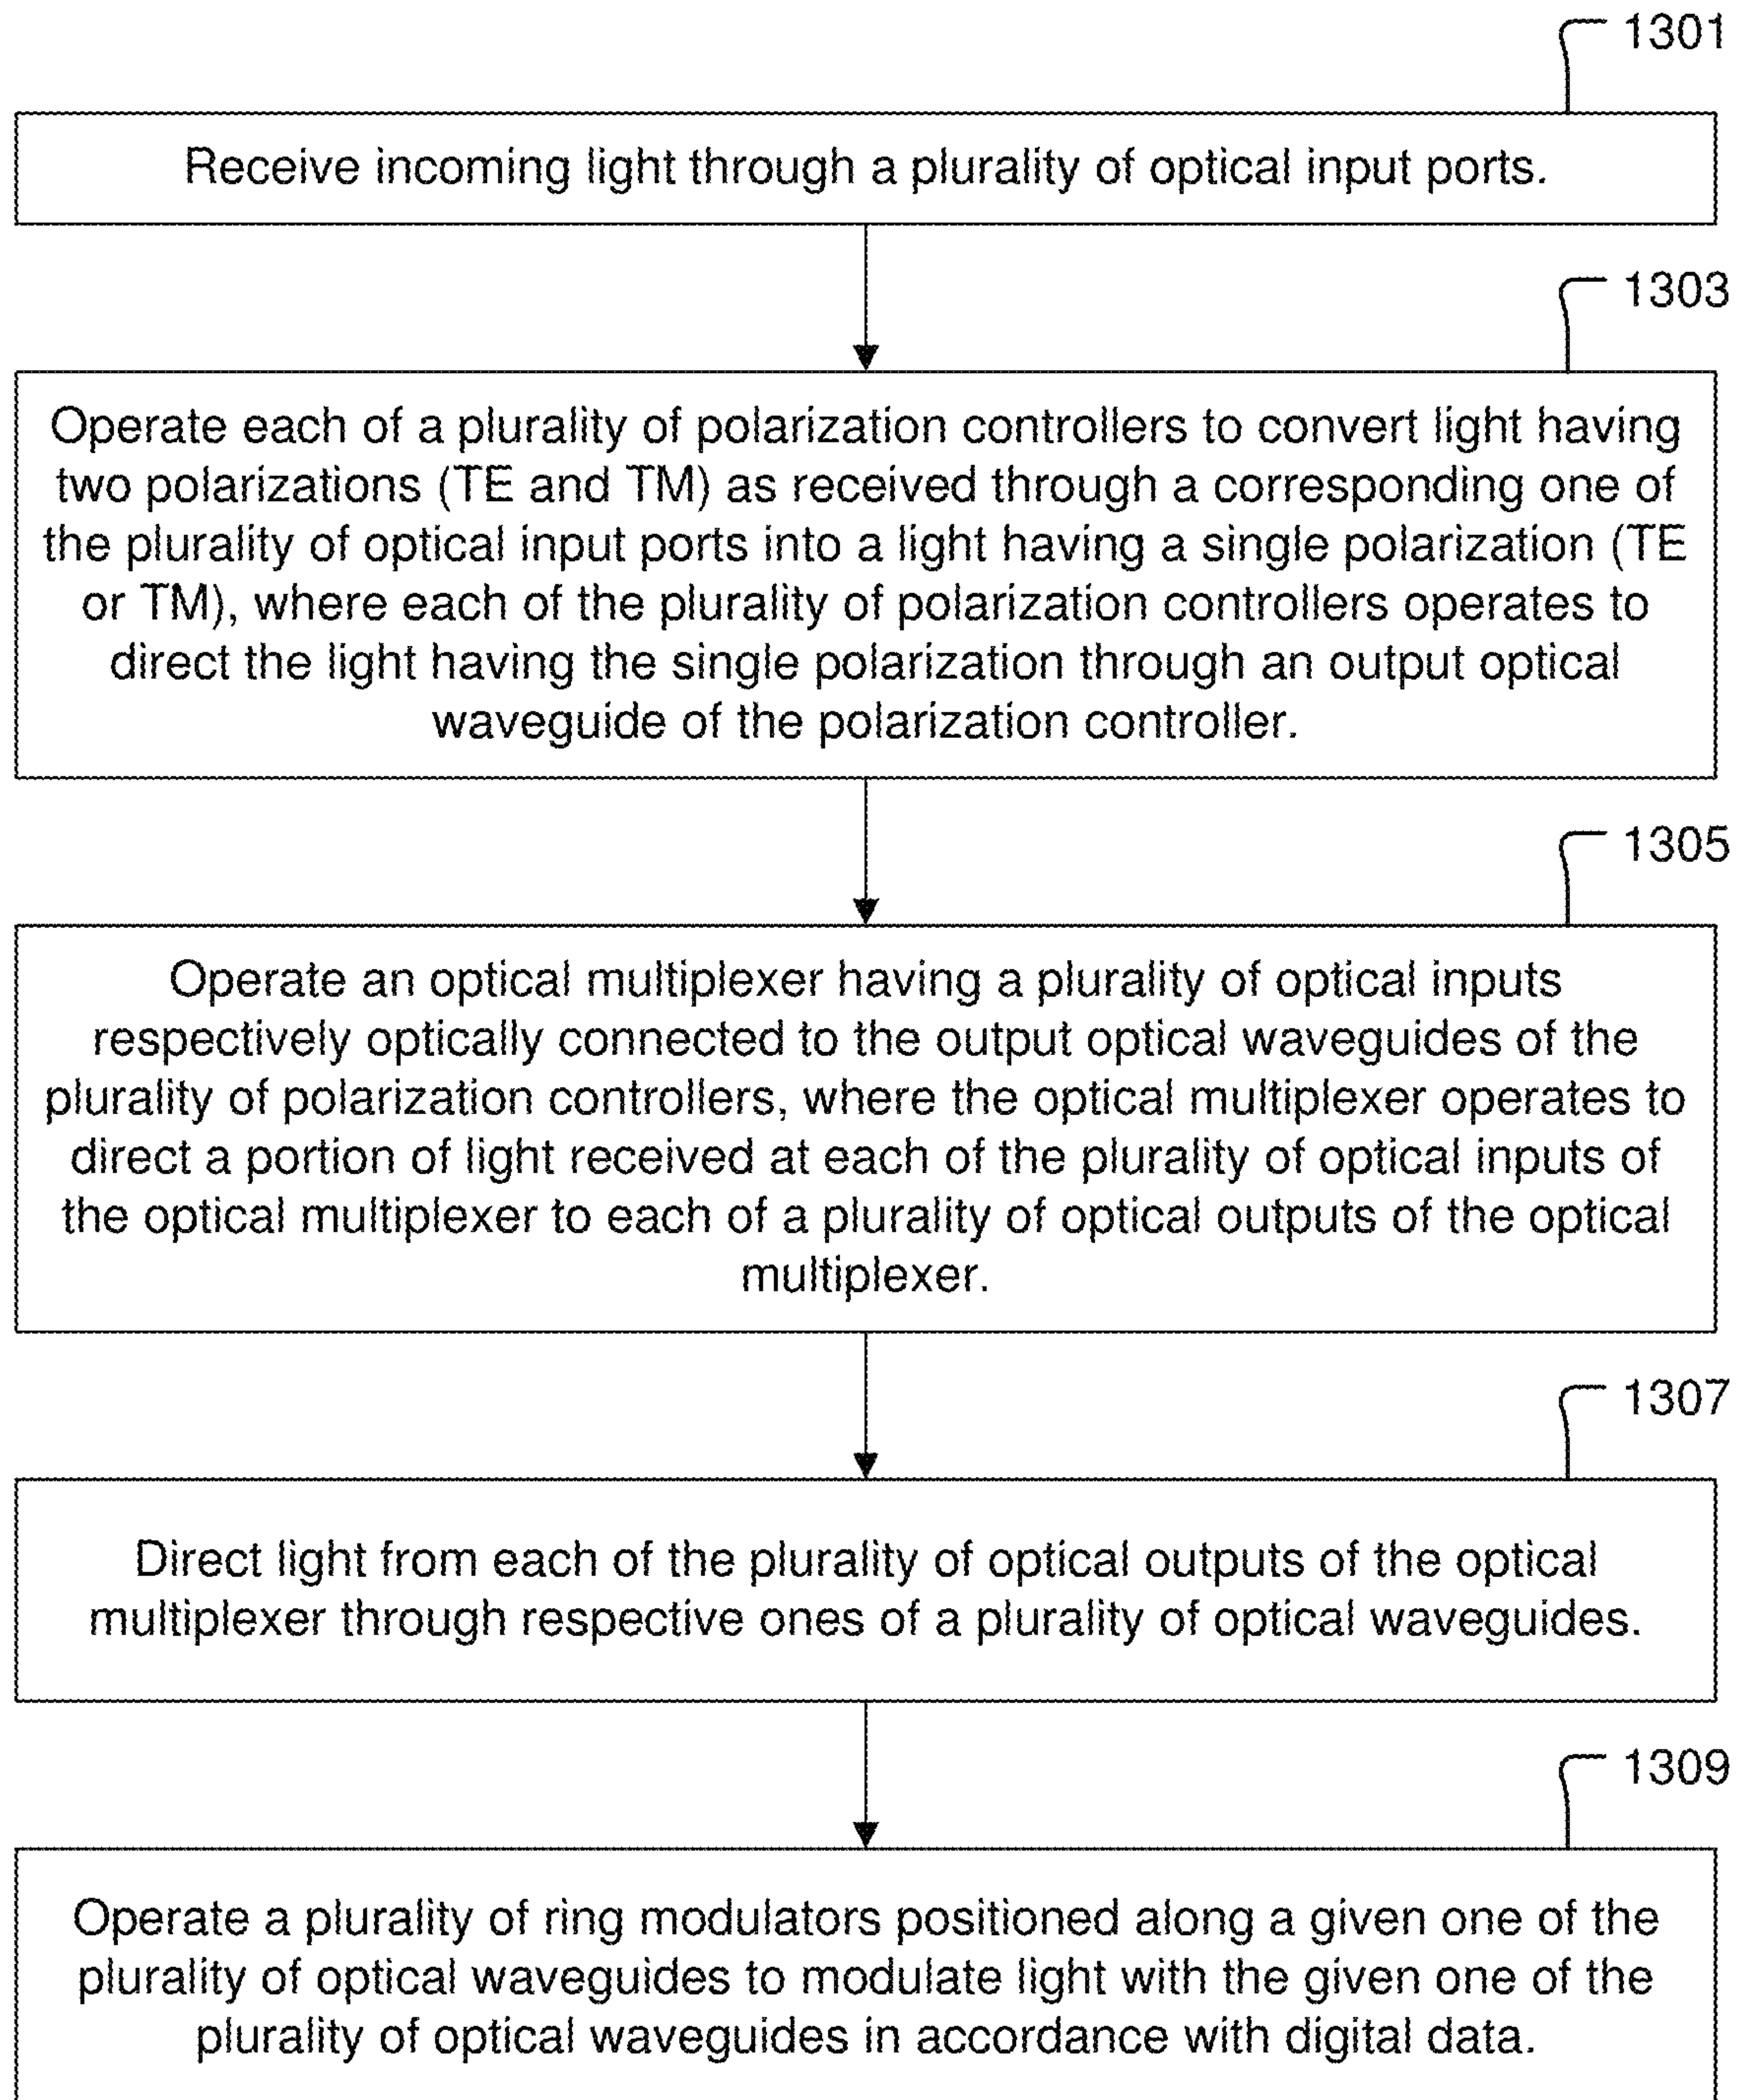 1301
Receive incoming light through a plurality of optical input ports.
1303
Operate each of a plurality of polarization controllers to convert light having
two polarizations (TE and TM) as received through a corresponding one of
the plurality of optical input ports into a light having a single polarization (TE
or TM), where each of the plurality of polarization controllers operates to
direct the light having the single polarization through an output optical
waveguide of the polarization controller.
1305
Operate an optical multiplexer having a plurality of optical inputs
respectively optically connected to the output optical waveguides of the
plurality of polarization controllers, where the optical multiplexer operates to
direct a portion of light received at each of the plurality of optical inputs of
the optical multiplexer to each of a plurality of optical outputs of the optical
multiplexer.
1307
Direct light from each of the plurality of optical outputs of the optical
multiplexer through respective ones of a plurality of optical waveguides.
1309
Operate a plurality of ring modulators positioned along a given one of the
plurality of optical waveguides to modulate light with the given one of the
plurality of optical waveguides in accordance with digital data.